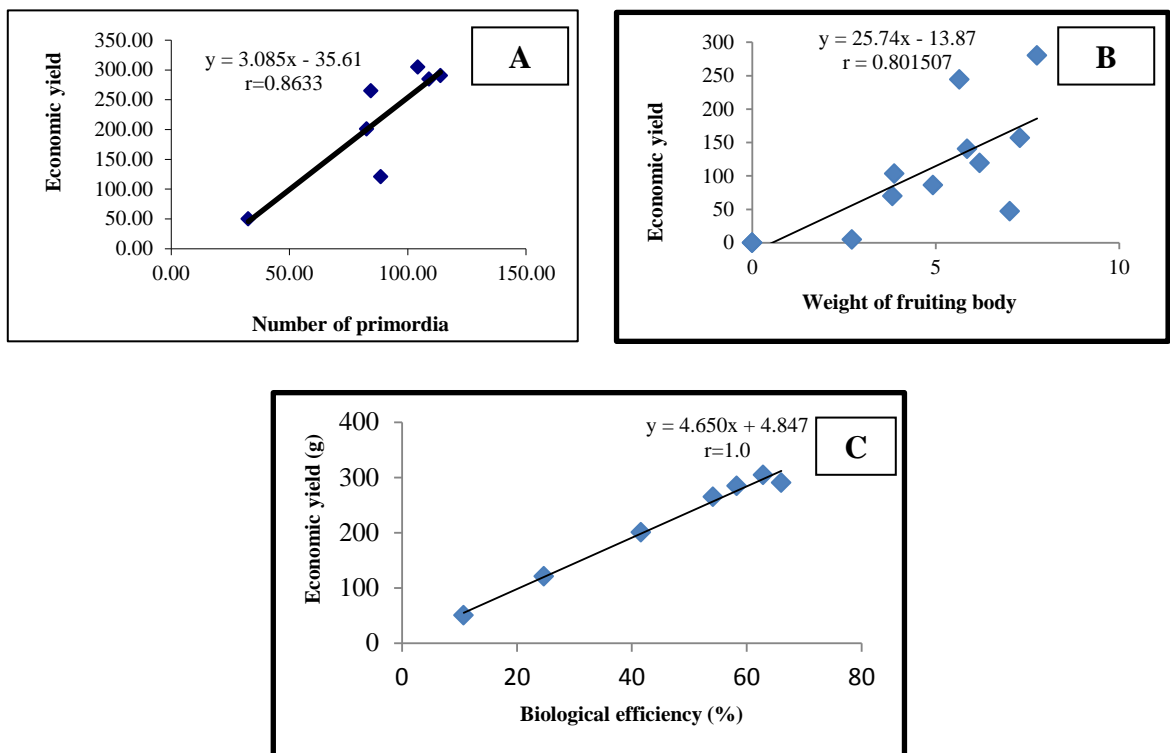 A
y = 3.085x - 35.61
r=0.8633
Economic yield
350.00
300.00
250.00
200.00
150.00
100.00
50.00
0.00
0.00 50.00 100.00 150.00
Number of primordia
B
y = 25.74x - 13.87
r = 0.801507
Economic yield
300
250
200
150
100
50
0
0 5 10
Weight of fruiting body
C
y = 4.650x + 4.847
r=1.0
Economic yield (g)
400
300
200
100
0
0 20 40 60 80
Biological efficiency (%)